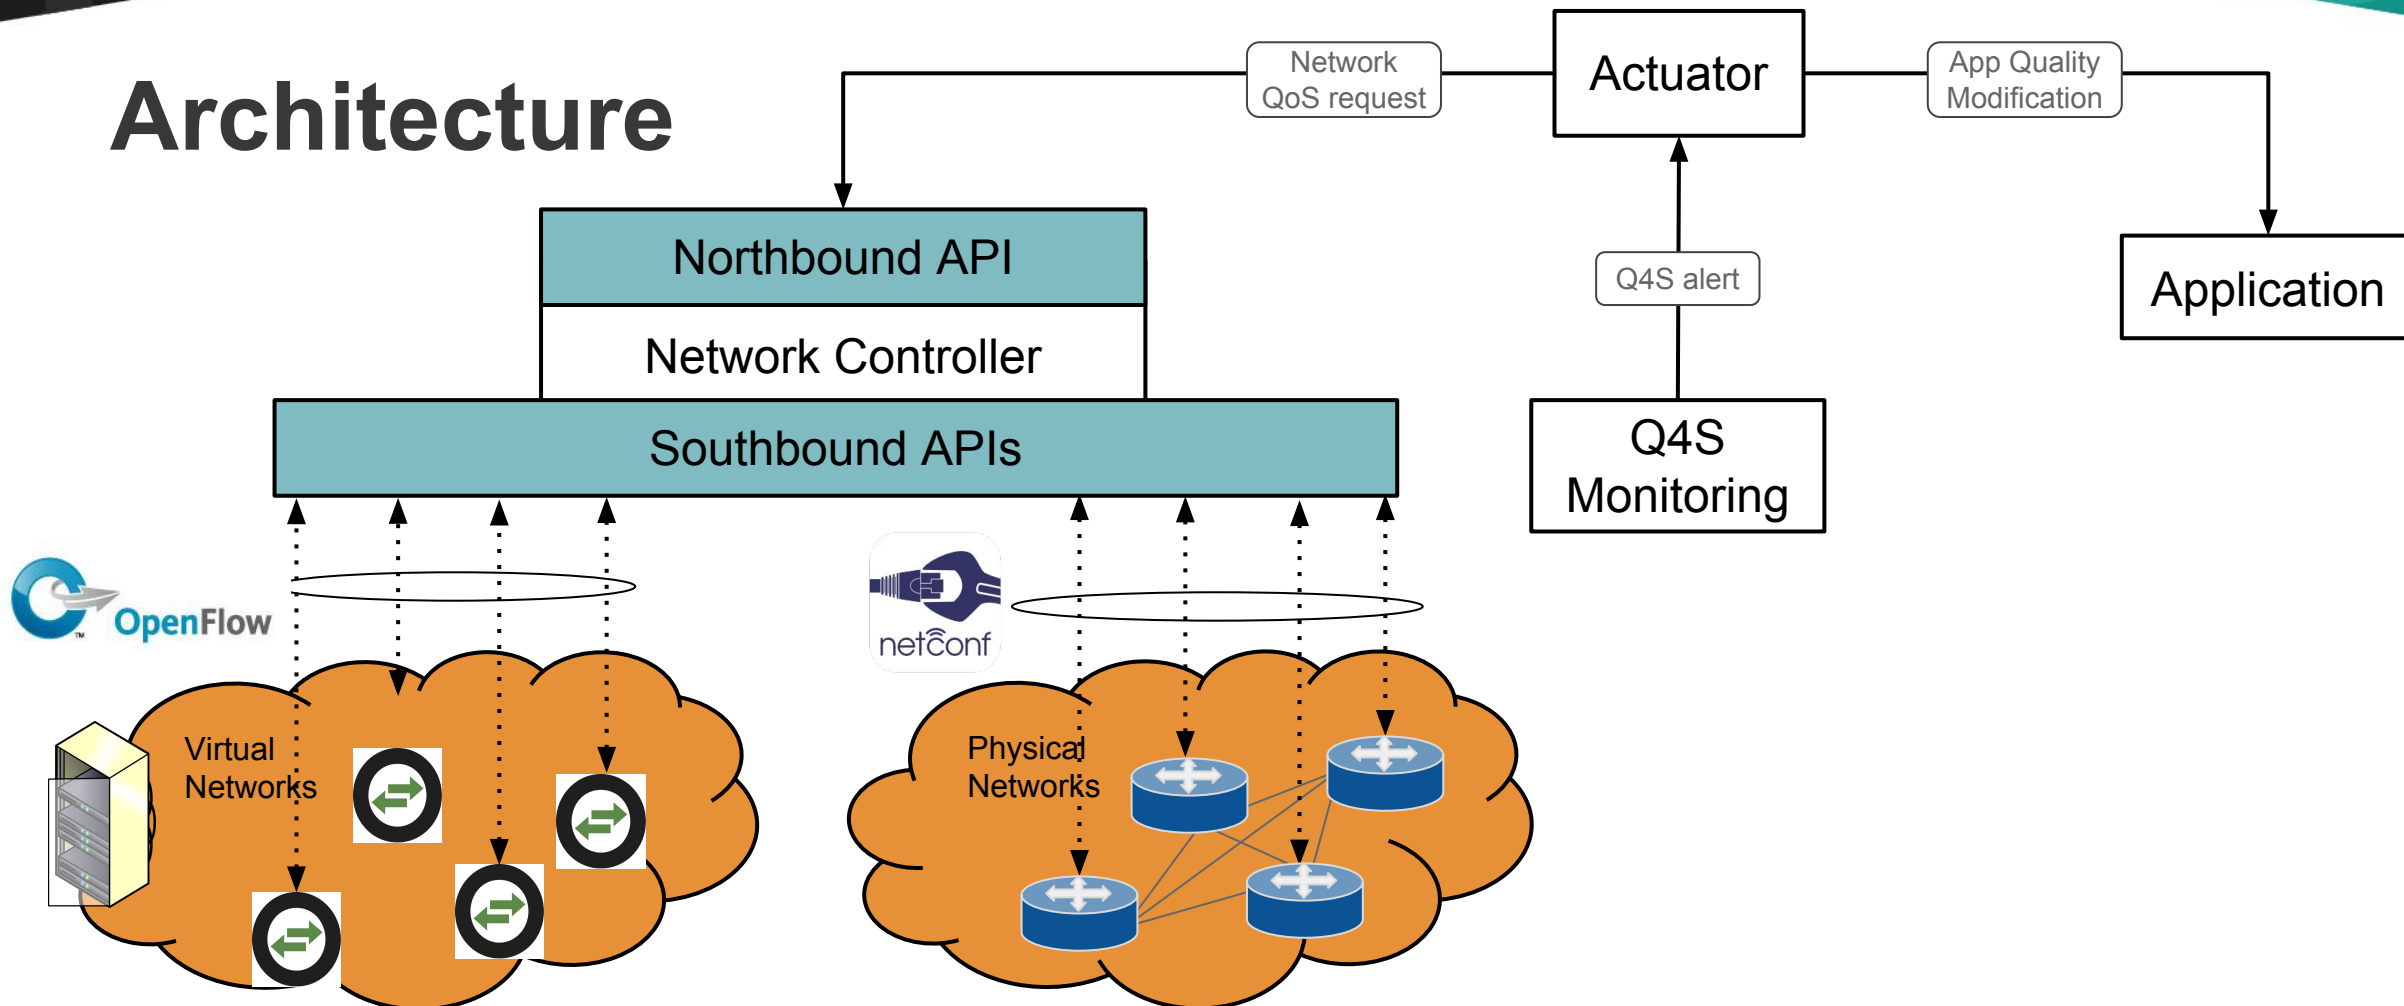 Architecture
Network
QoS request
Actuator
App Quality
Modification
Northbound API
Network Controller
Southbound APIs
Q4S alert
Application
Q4S
Monitoring
OpenFlow
TM
netconf
Virtual
Networks
Physical
Networks